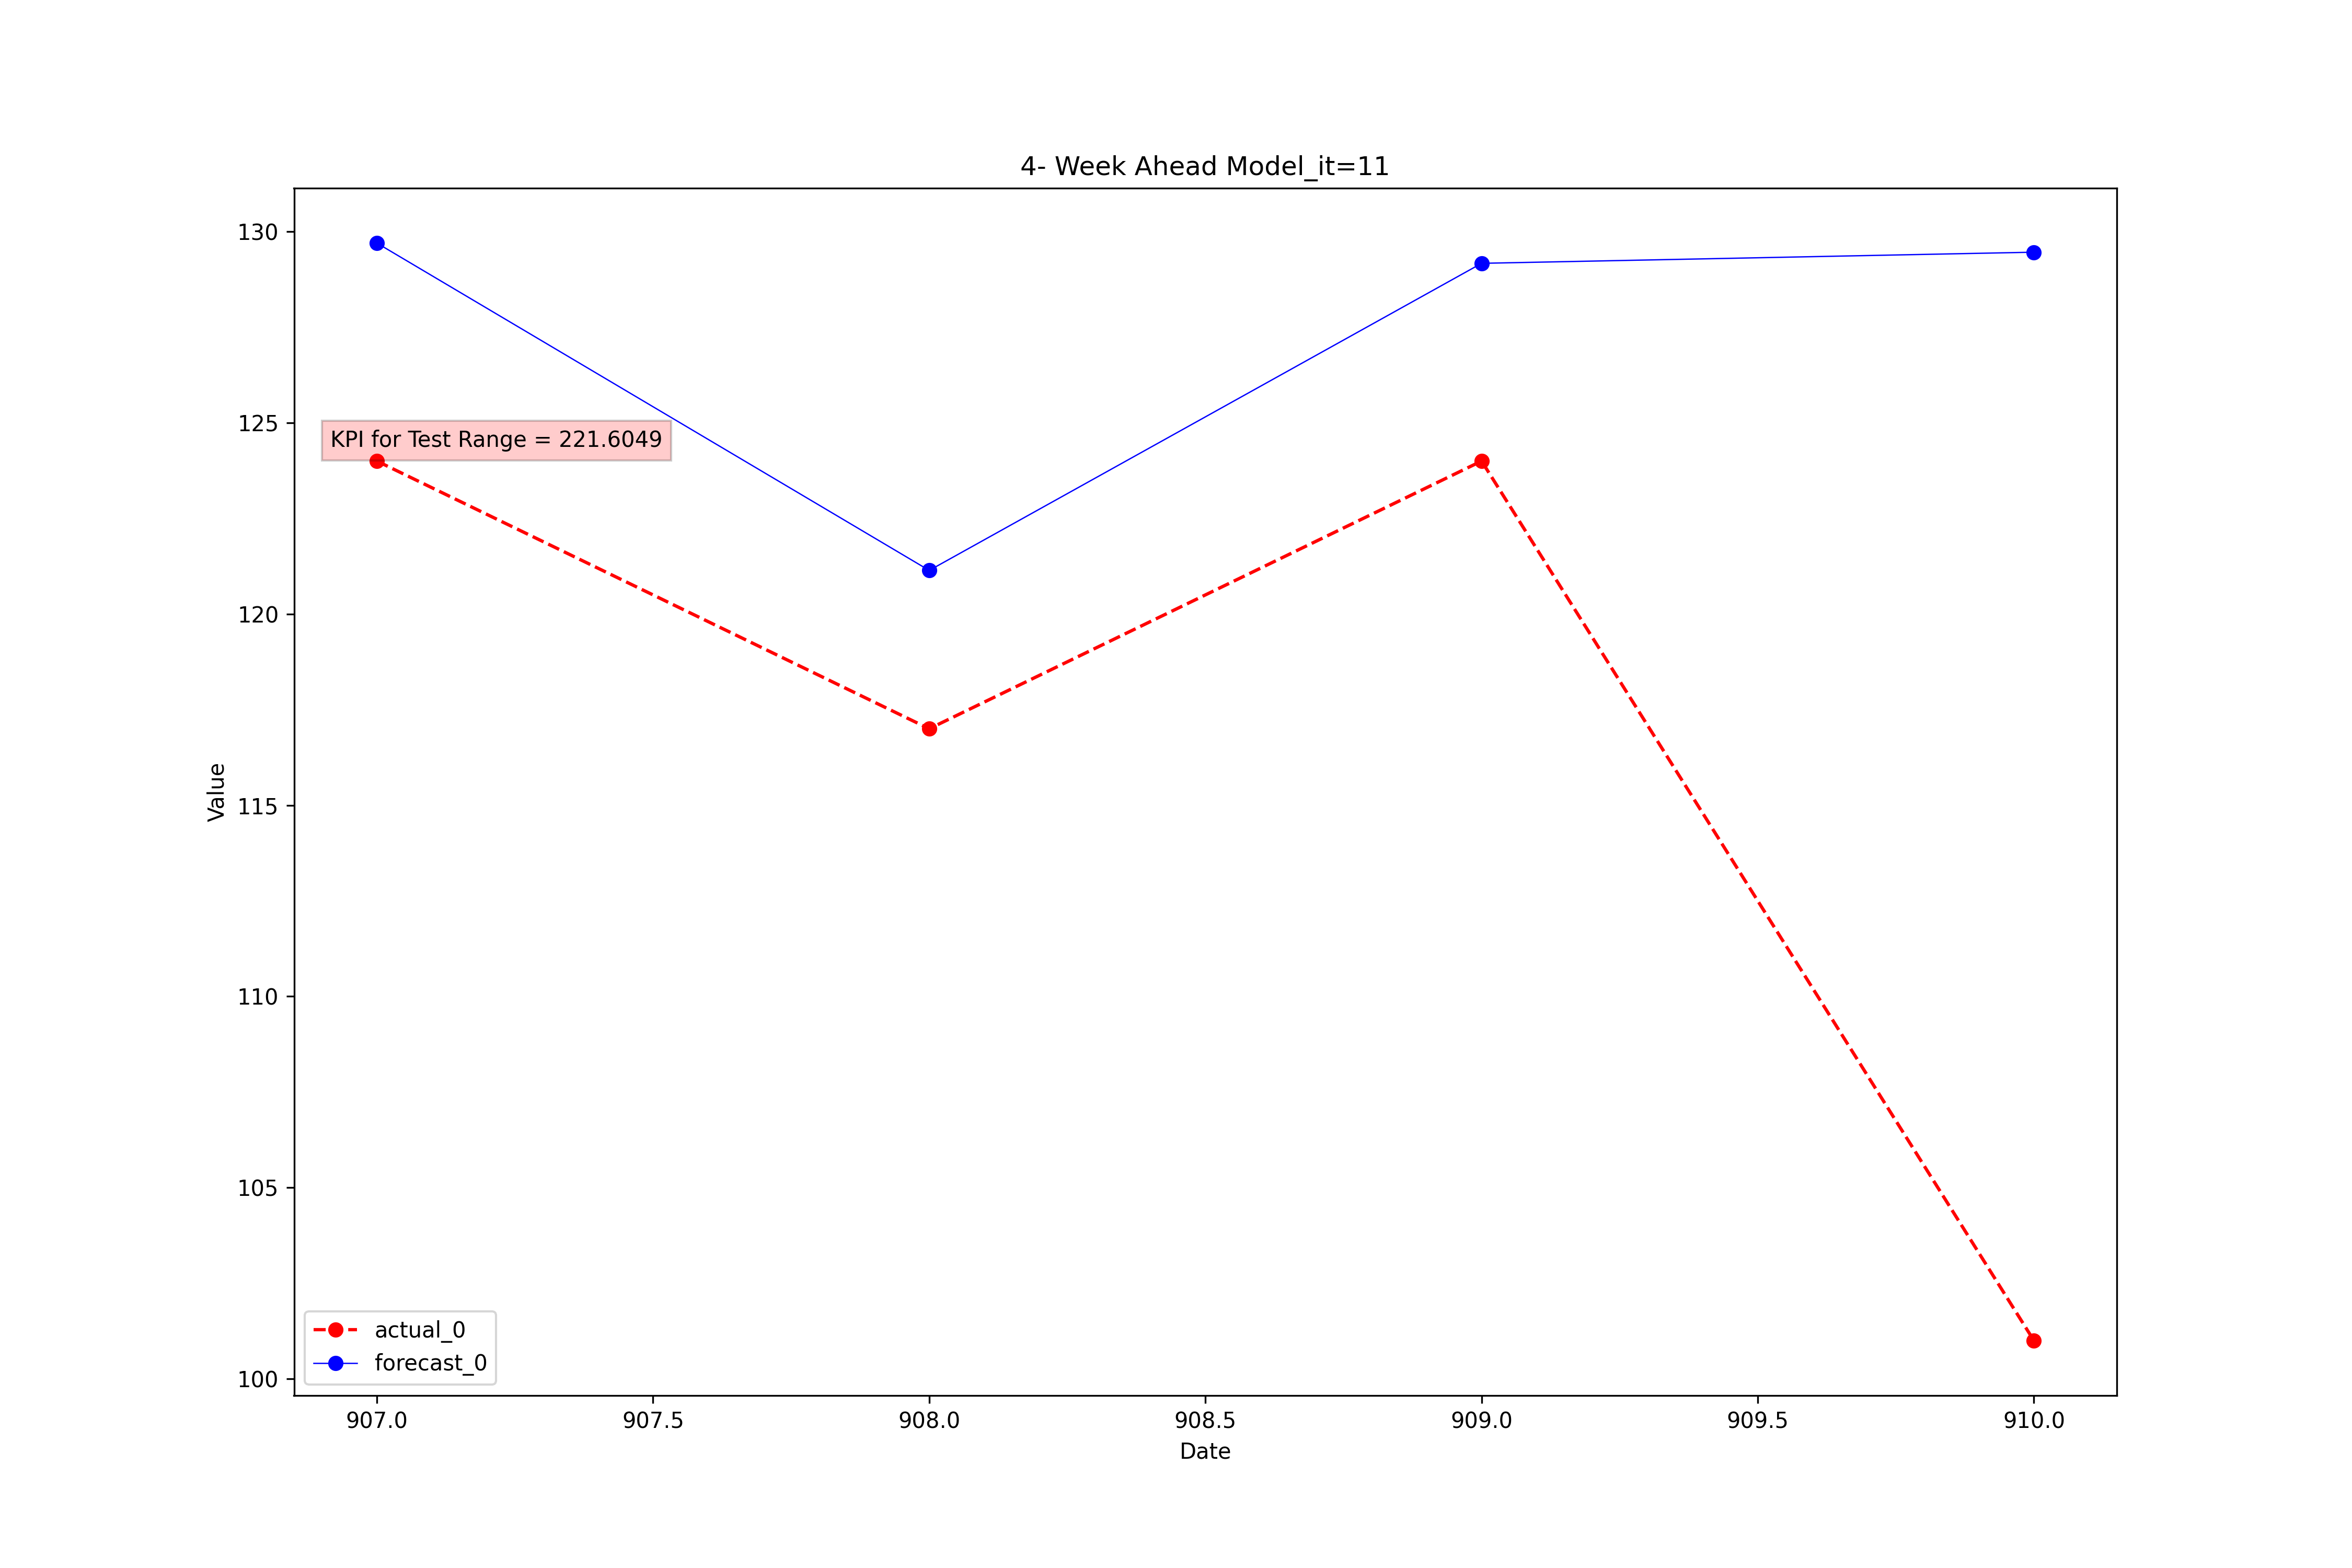 4- Week Ahead Model_it=11
130
125
120
115
110
105
100
Value
KPI for Test Range = 221.6049
actual_0
forecast_0
907.0 907.5 908.0 908.5 909.0 909.5 910.0
Date